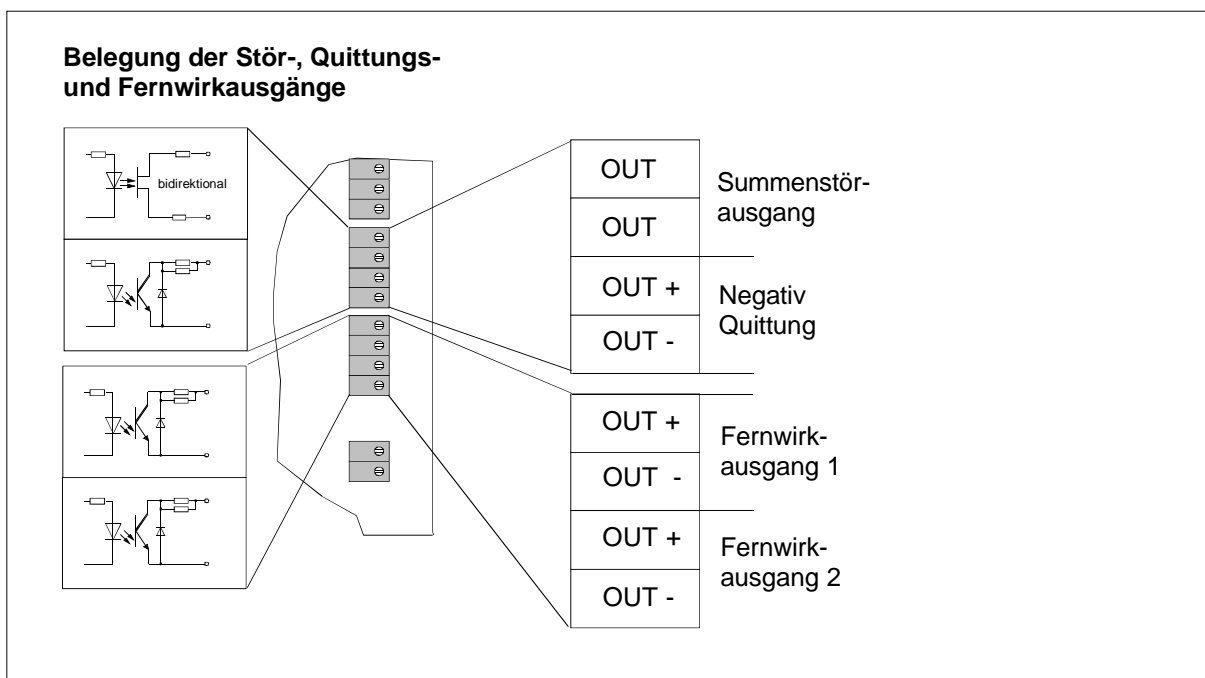 Belegung der Stör-, Quittungs-
und Fernwirkausgänge
bidirektional
OUT
OUT
Summenstör-
ausgang
OUT +
OUT -
Negativ
Quittung
OUT +
OUT -
Fernwirk-
ausgang 1
OUT +
OUT -
Fernwirk-
ausgang 2